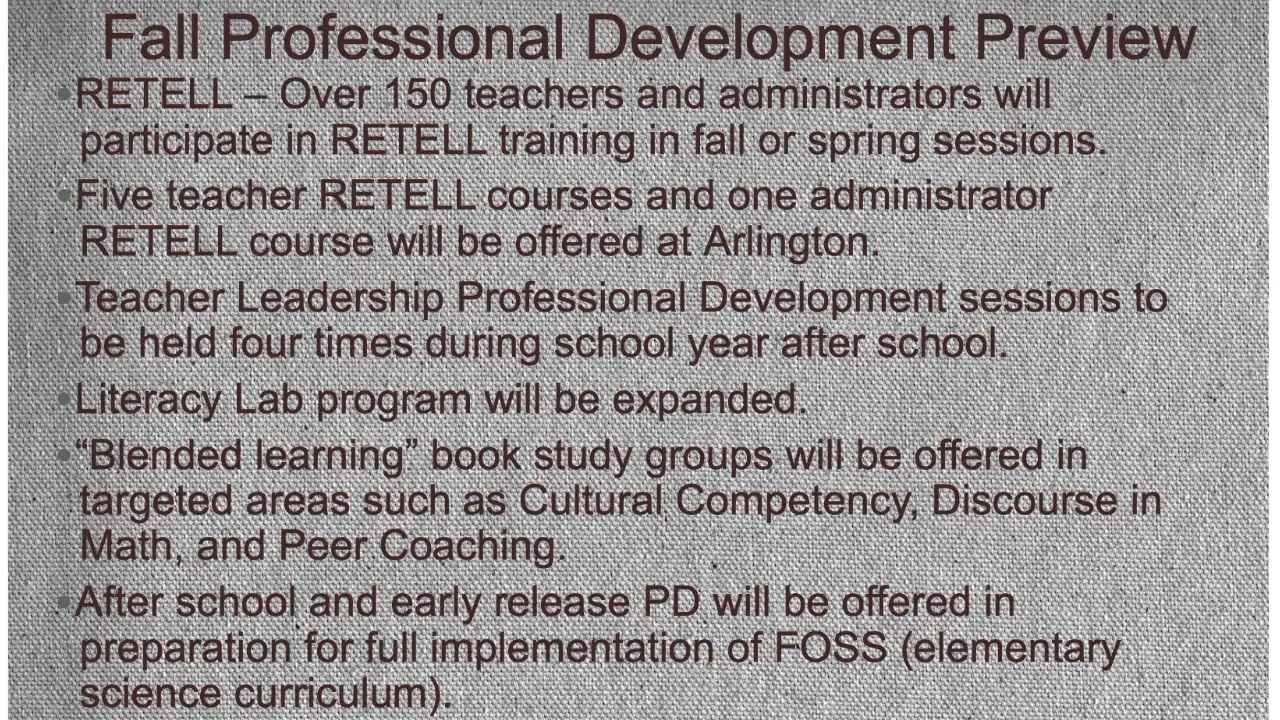 Fall Professional Development Preview
•RETELL – Over 150 teachers and administrators will
participate in RETELL training in fall or spring sessions.
•Five teacher RETELL courses and one administrator
RETELL course will be offered at Arlington.
•Teacher Leadership Professional Development sessions to
be held four times during school year after school.
•Literacy Lab program will be expanded.
•“Blended learning” book study groups will be offered in
targeted areas such as Cultural Competency, Discourse in
Math, and Peer Coaching.
•After school and early release PD will be offered in
preparation for full implementation of FOSS (elementary
science curriculum).